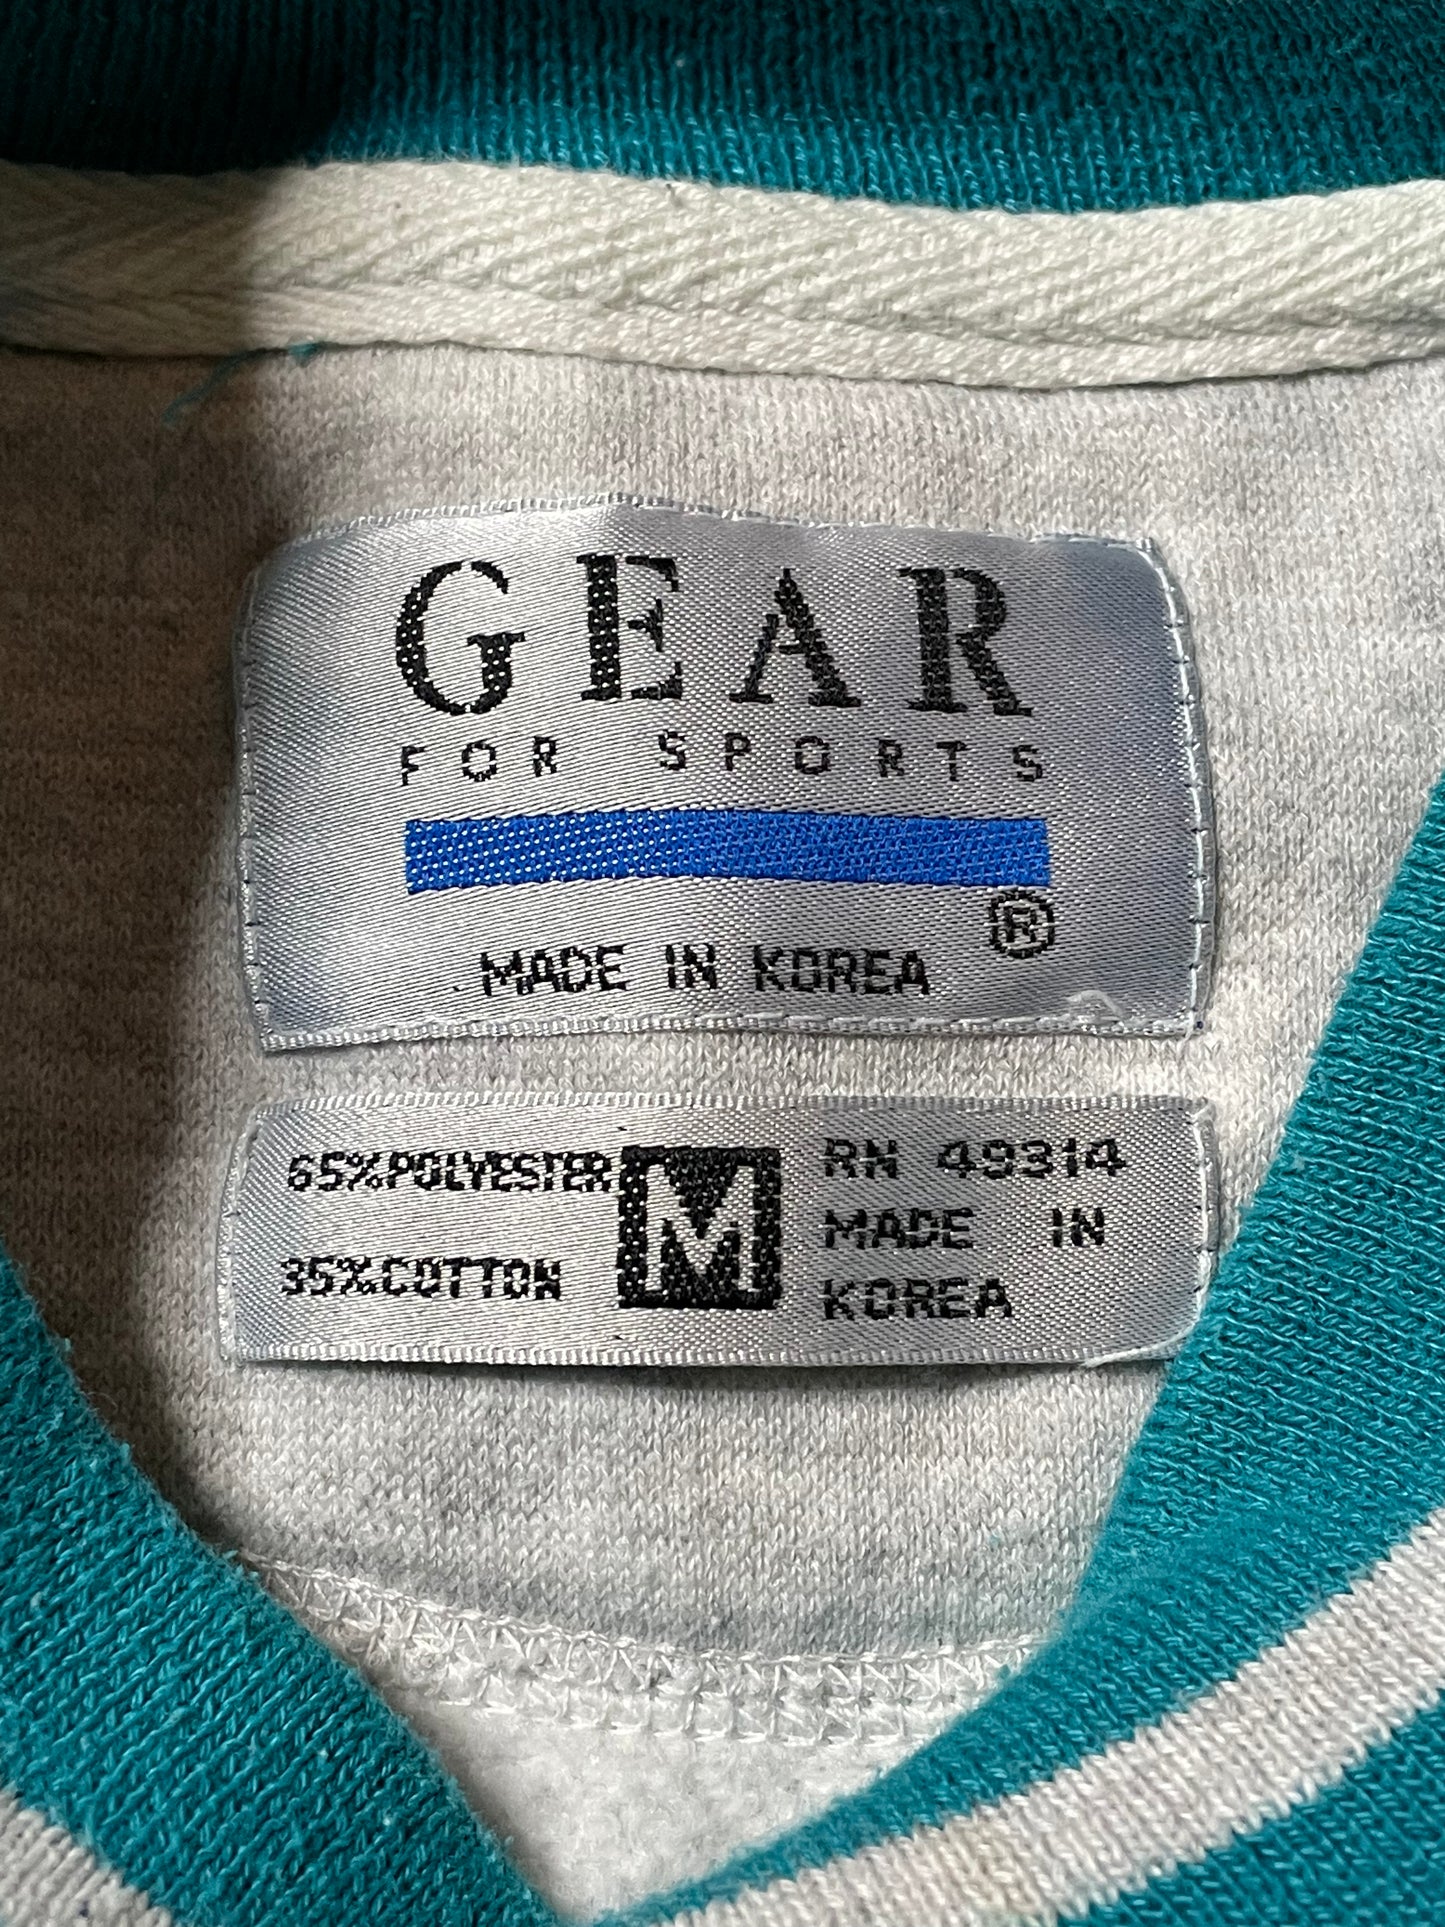 GEAR
FOR SPORTS
®
MADE IN KOREA
65%POLYESTER
35%COTTON
M
RN 49314
MADE IN
KOREA